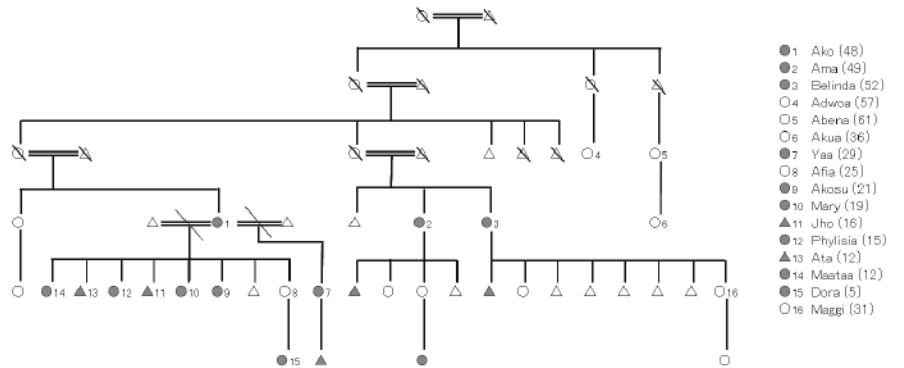 4
5
1
2
3
6
14
13
12
11
10
9
8
7
16
15
1 Ako (48)
2 Ama (49)
3 Belinda (52)
4 Adwoa (57)
5 Abena (61)
6 Akua (36)
7 Yaa (29)
8 Afia (25)
9 Akosu (21)
10 Mary (19)
11 Jho (16)
12 Phylisia (15)
13 Ata (12)
14 Maataa (12)
15 Dora (5)
16 Maggi (31)